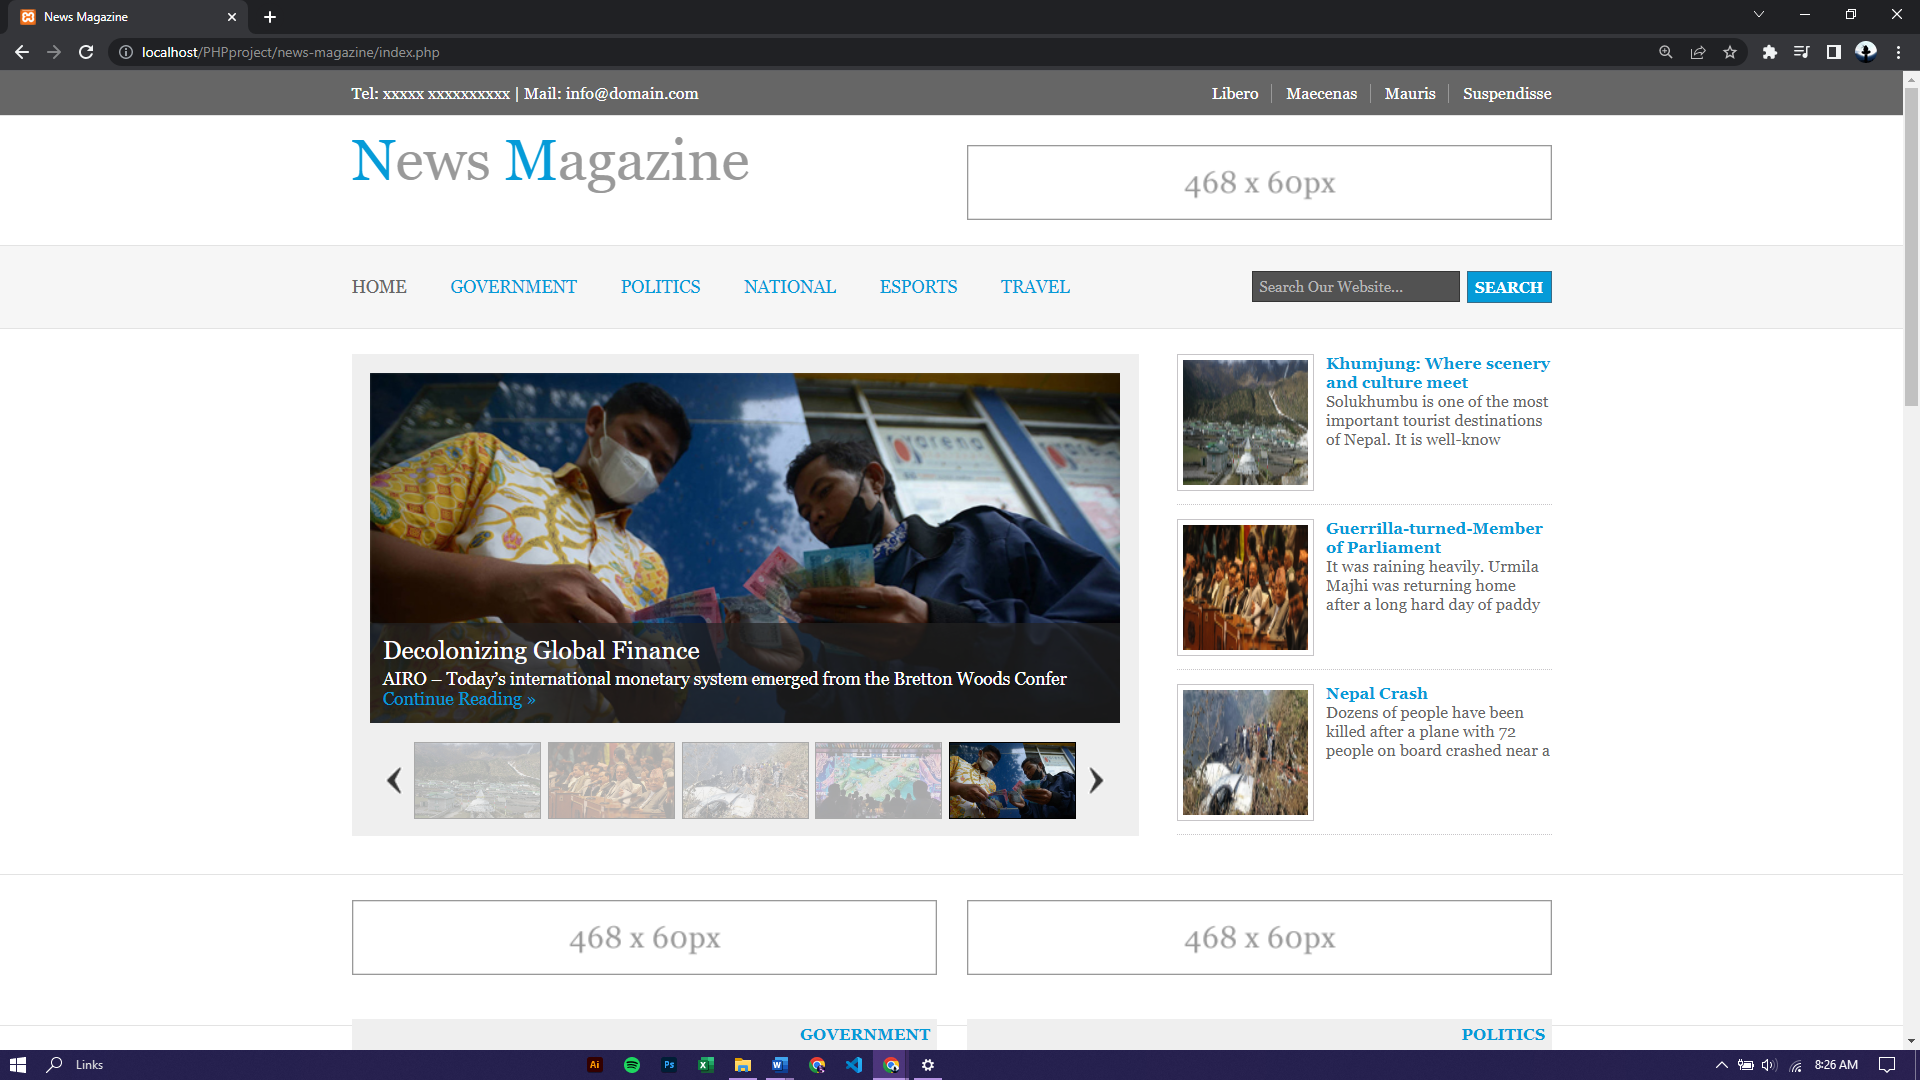 News Magazine
localhost/PHPproject/news-magazine/index.php
Tel: xxxxx xxxxxxxxxx | Mail: info@domain.com
Libero
Maecenas
Mauris
Suspendisse
News Magazine
468 x 60px
HOME
GOVERNMENT
POLITICS
NATIONAL
ESPORTS
TRAVEL
Search Our Website...
SEARCH
Decolonizing Global Finance
AIRO – Today’s international monetary system emerged from the Bretton Woods Confer
Continue Reading »
Khumjung: Where scenery
and culture meet
Solukhumbu is one of the most
important tourist destinations
of Nepal. It is well-know
Guerrilla-turned-Member
of Parliament
It was raining heavily. Urmila
Majhi was returning home
after a long hard day of paddy
Nepal Crash
Dozens of people have been
killed after a plane with 72
people on board crashed near a
468 x 60px
468 x 60px
GOVERNMENT
POLITICS
Links
Ai
Ps
8:26 AM